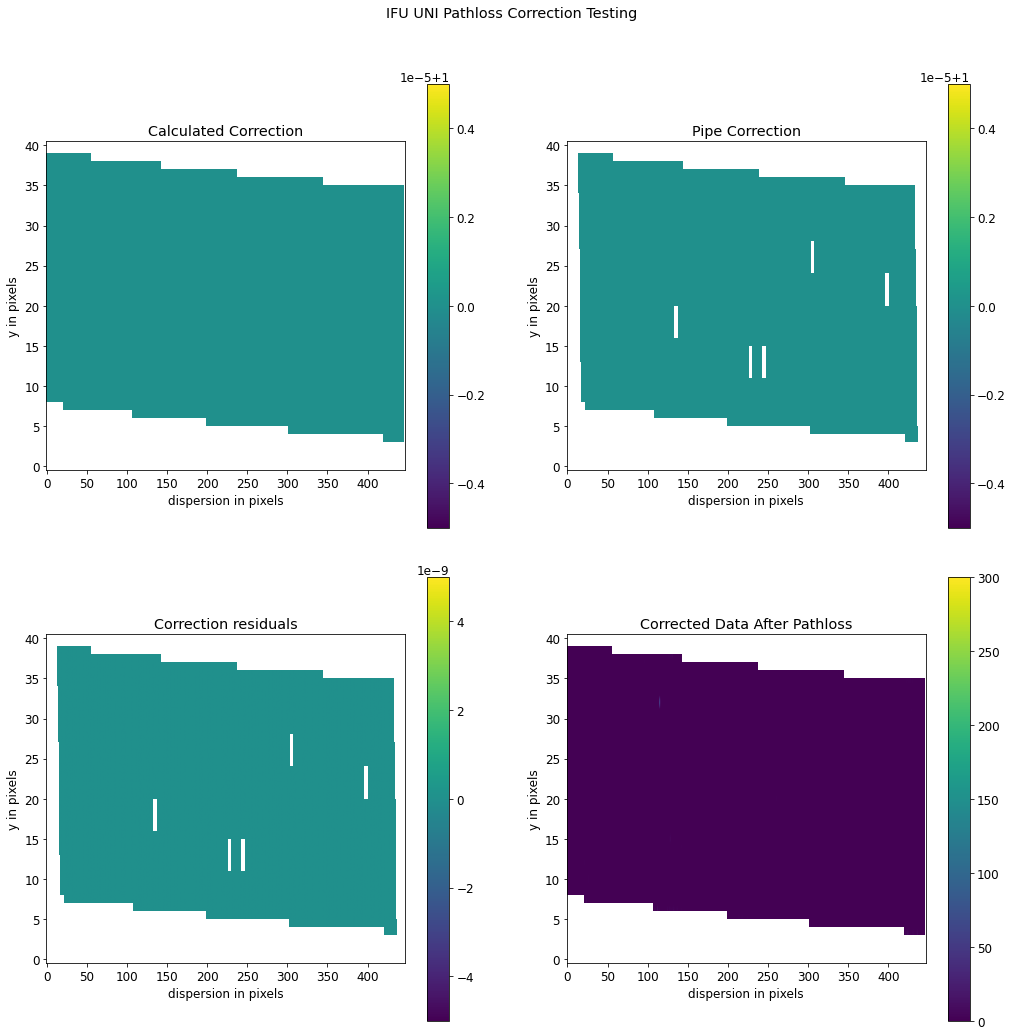 IFU UNI Pathloss Correction Testing
1e−5+1
Calculated Correction
40
35
30
25
20
15
10
5
0
y in pixels
0 50 100 150 200 250 300 350 400
dispersion in pixels
0.4
0.2
0.0
−0.2
−0.4
1e−5+1
Pipe Correction
40
35
30
25
20
15
10
5
0
y in pixels
0 50 100 150 200 250 300 350 400
dispersion in pixels
0.4
0.2
0.0
−0.2
−0.4
1e−9
Correction residuals
40
35
30
25
20
15
10
5
0
y in pixels
0 50 100 150 200 250 300 350 400
dispersion in pixels
4
2
0
−2
−4
Corrected Data After Pathloss
40
35
30
25
20
15
10
5
0
y in pixels
0 50 100 150 200 250 300 350 400
dispersion in pixels
300
250
200
150
100
50
0